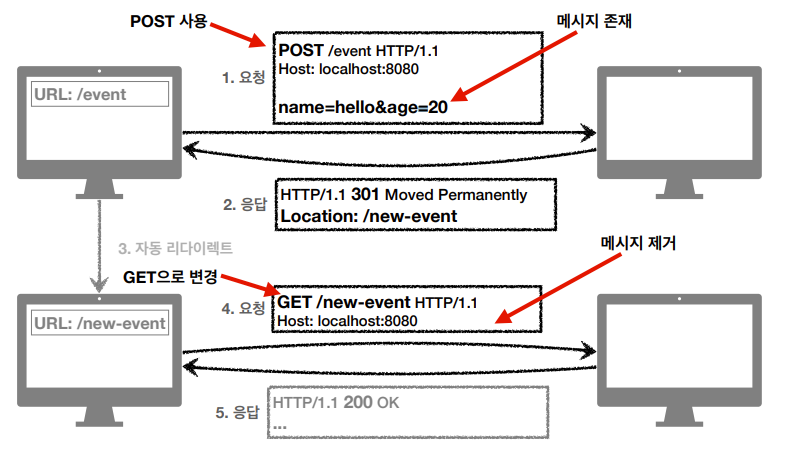 POST 사용
메시지 존재
POST /event HTTP/1.1
Host: localhost:8080
name=hello&age=20
1. 요청
URL: /event
2. 응답
HTTP/1.1 301 Moved Permanently
Location: /new-event
3. 자동 리다이렉트
GET으로 변경
메시지 제거
4. 요청
GET /new-event HTTP/1.1
Host: localhost:8080
URL: /new-event
5. 응답
HTTP/1.1 200 OK
...